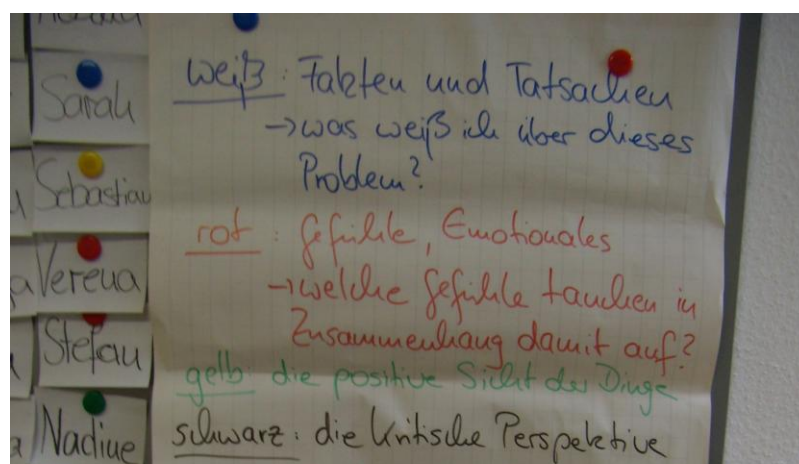 Sarah
Sebastian
Verena
Stefan
Nadine
weiß: Fakten und Tatsachen
→ was weiß ich über dieses
Problem?
rot: Gefühle, Emotionales
→ welche Gefühle tauchen in
Zusammenhang damit auf?
gelb: die positive Sicht der Dinge
schwarz: die kritische Perspektive